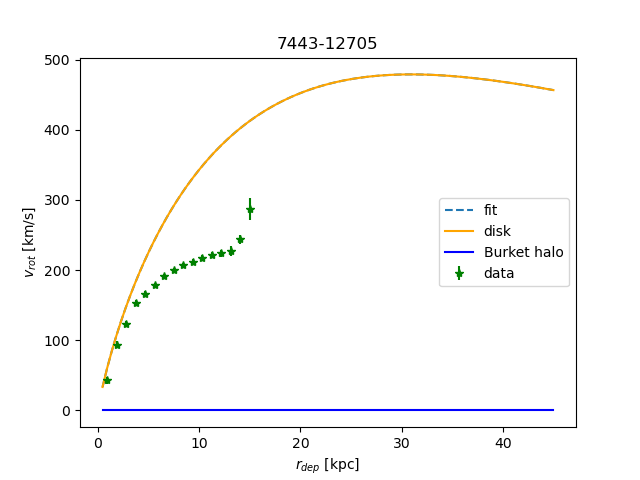 7443-12705
500
400
300
200
100
0
v_rot [km/s]
fit
disk
Burket halo
data
0
10
20
30
40
r_dep [kpc]